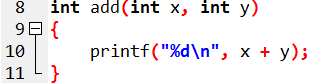 8 int add(int x, int y)
9 {
10 printf("%d\n", x + y);
11 }